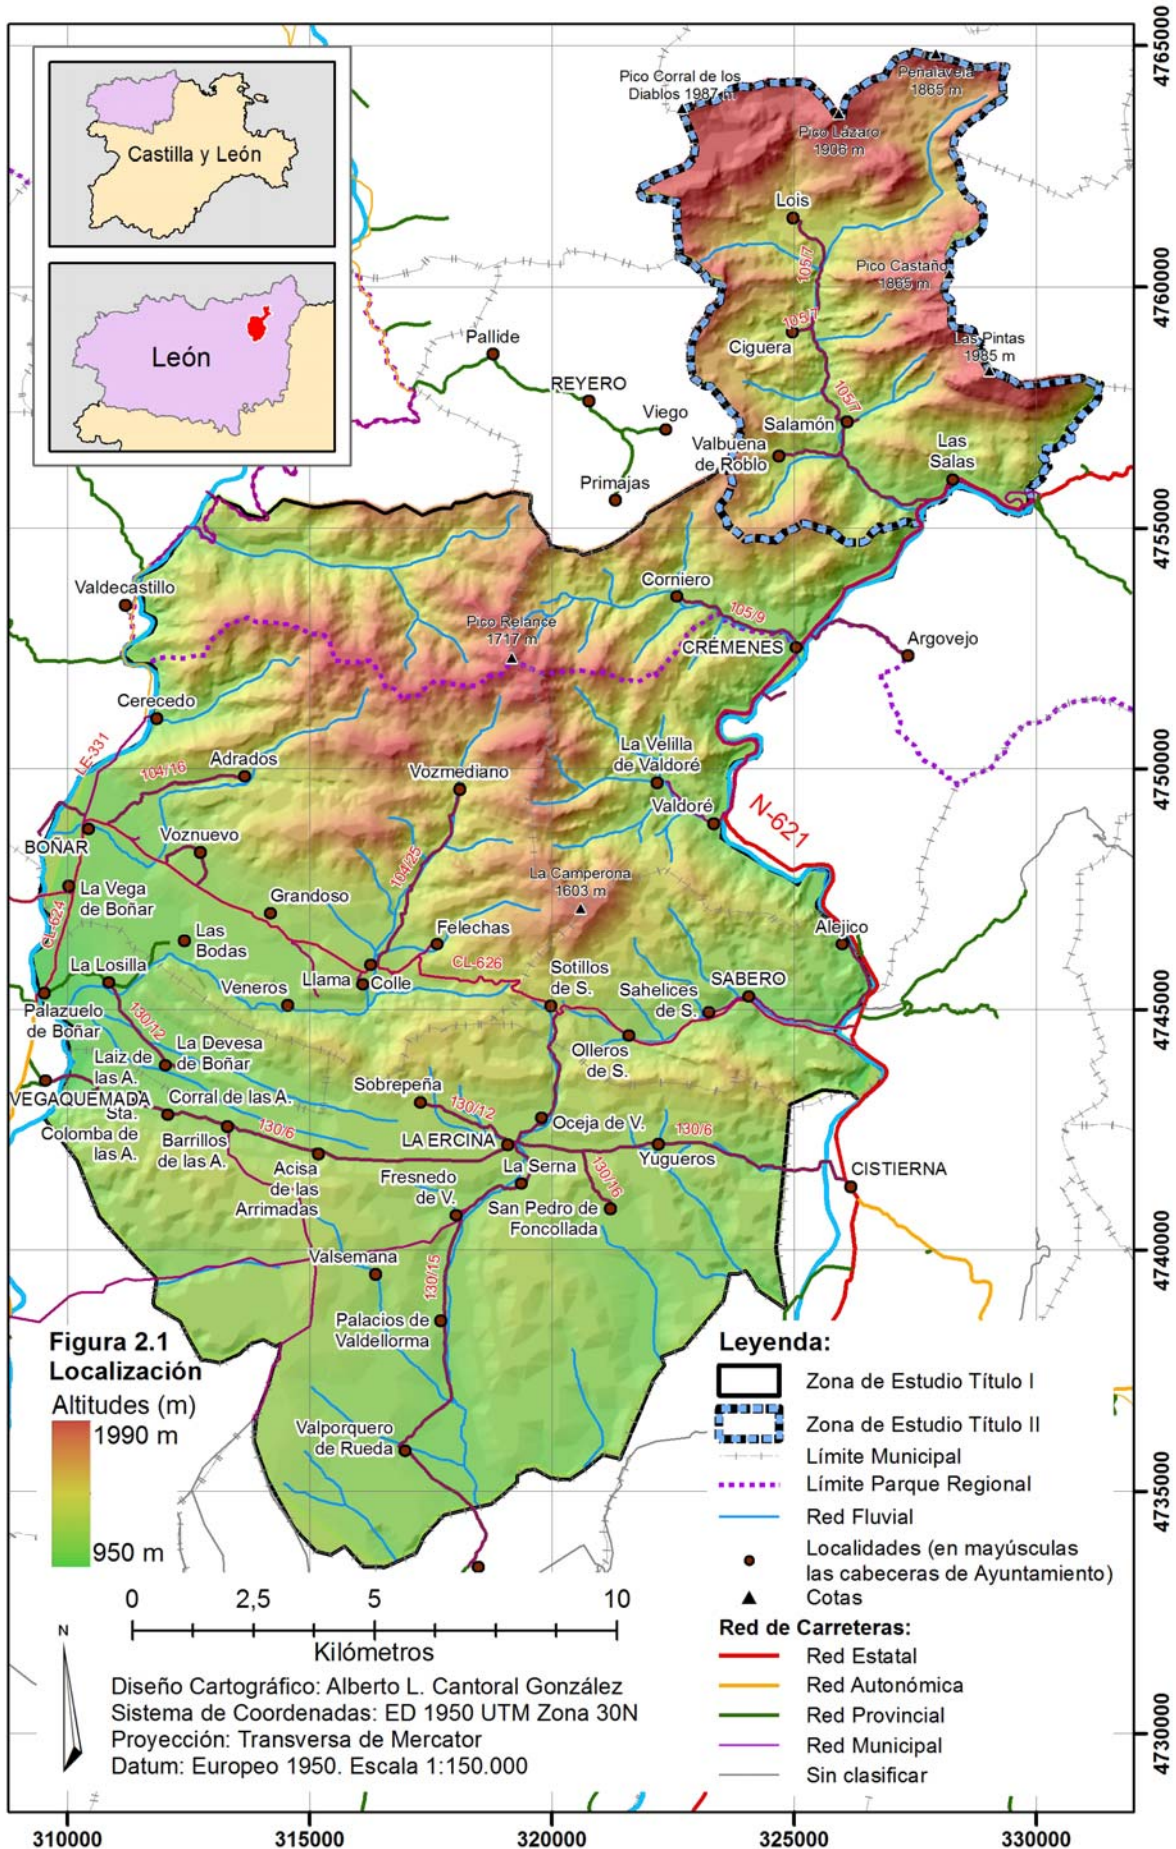 Castilla y León
León
Pico Corral de los
Diablos 1987 m
Peñalavela
1865 m
Pico Lázaro
1906 m
Lois
105/7
Pico Castaño
1865 m
105/7
Ciguera
Las Pintas
1985 m
105/7
Pallide
REYERO
Viego
Salamón
Valbuena
de Roblo
Las
Salas
Primajas
Valdecastillo
Corniero
105/9
Pico Relance
1717 m
CRÉMENES
Argovejo
Cerecedo
LE-331
104/16
Adrados
Vozmediano
La Velilla
de Valdoré
Valdoré
N-621
BOÑAR
Voznuevo
104/25
La Camperona
1603 m
La Vega
de Boñar
CL-624
Grandoso
Felechas
Alejico
Las
Bodas
La Losilla
Veneros
Llama
Colle
CL-626
Sotillos
de S.
Sahelices
de S.
SABERO
Palazuelo
de Boñar
130/12
La Devesa
de Boñar
Olleros
de S.
Laiz de
las A.
VEGAQUEMADA
Sta.
Colomba de
las A.
Corral de las A.
Sobrepeña
130/12
Oceja de V.
130/6
Barrillos
de las A.
130/6
LA ERCINA
Yugueros
CISTIERNA
Acisa
de las
Arrimadas
Fresnedo
de V.
La Serna
130/16
San Pedro de
Foncollada
Valsemana
130/15
Palacios de
Valdellorma
Valporquero
de Rueda
4765000
4760000
4755000
4750000
4745000
4740000
4735000
4730000
Figura 2.1
Localización
Altitudes (m)
1990 m
950 m
0 2,5 5 10
Kilómetros
N
Diseño Cartográfico: Alberto L. Cantoral González
Sistema de Coordenadas: ED 1950 UTM Zona 30N
Proyección: Transversa de Mercator
Datum: Europeo 1950. Escala 1:150.000
Leyenda:
Zona de Estudio Título I
Zona de Estudio Título II
Límite Municipal
Límite Parque Regional
Red Fluvial
Localidades (en mayúsculas
las cabeceras de Ayuntamiento)
Cotas
Red de Carreteras:
Red Estatal
Red Autonómica
Red Provincial
Red Municipal
Sin clasificar
310000 315000 320000 325000 330000